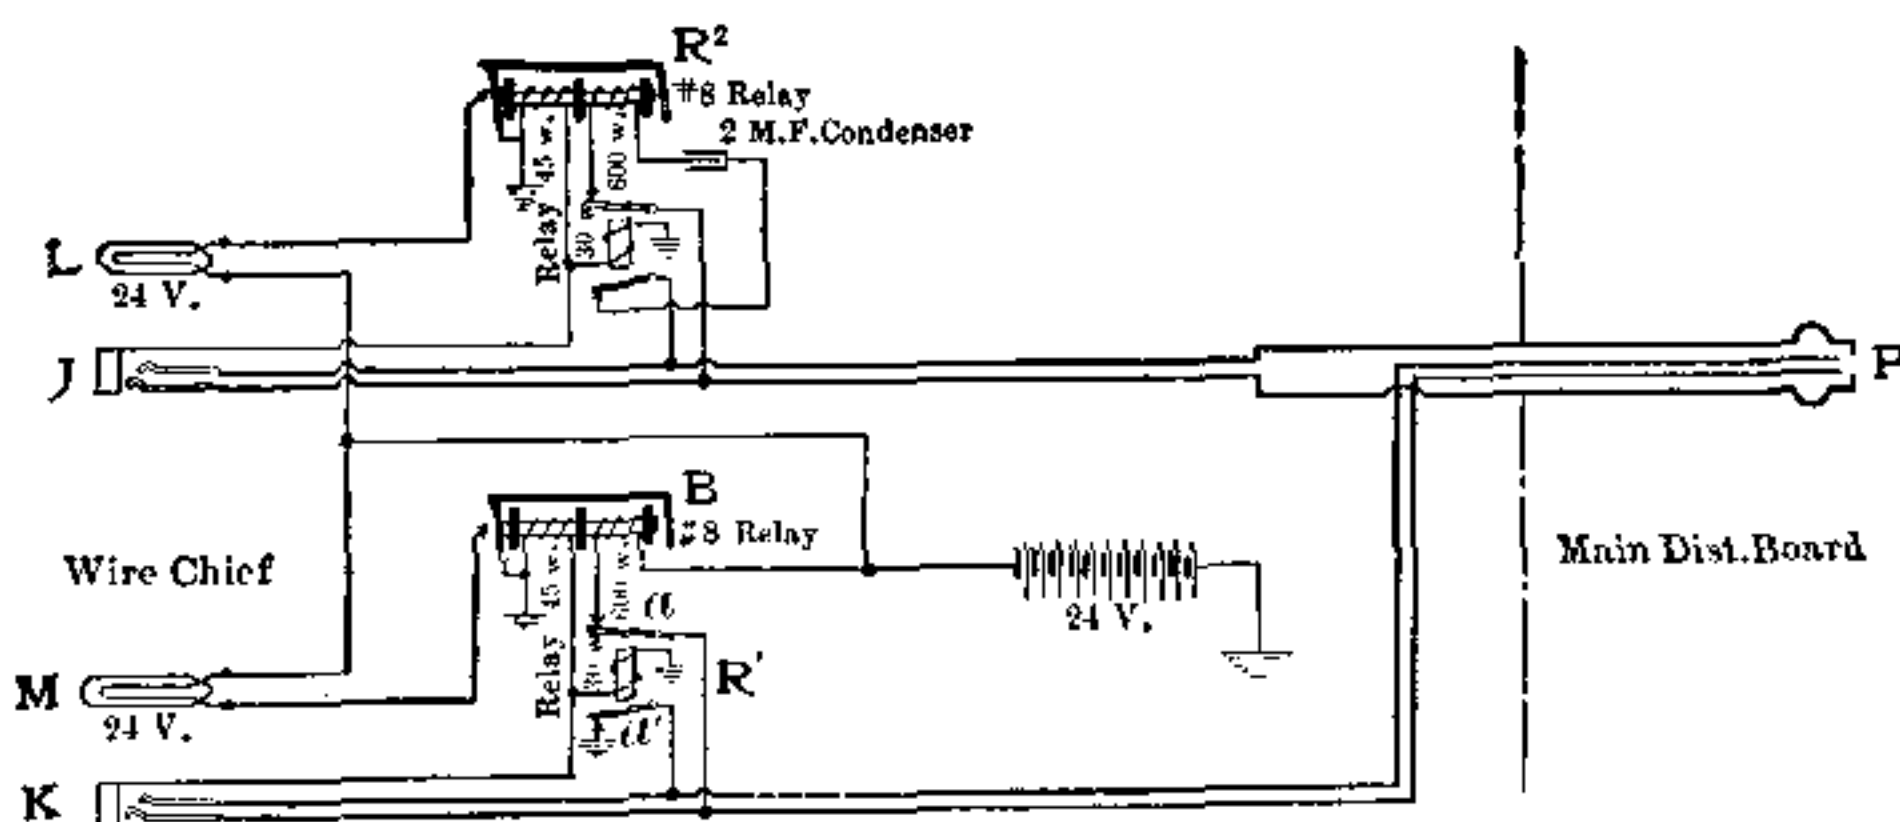 R²
#8 Relay
2 M.F.Condenser
45 w.
600 w.
Relay
30 w
L
24 V.
J
P
B
#8 Relay
Wire Chief
Main Dist.Board
45 w.
600 w.
a
24 V.
Relay
R'
M
24 V.
a'
K